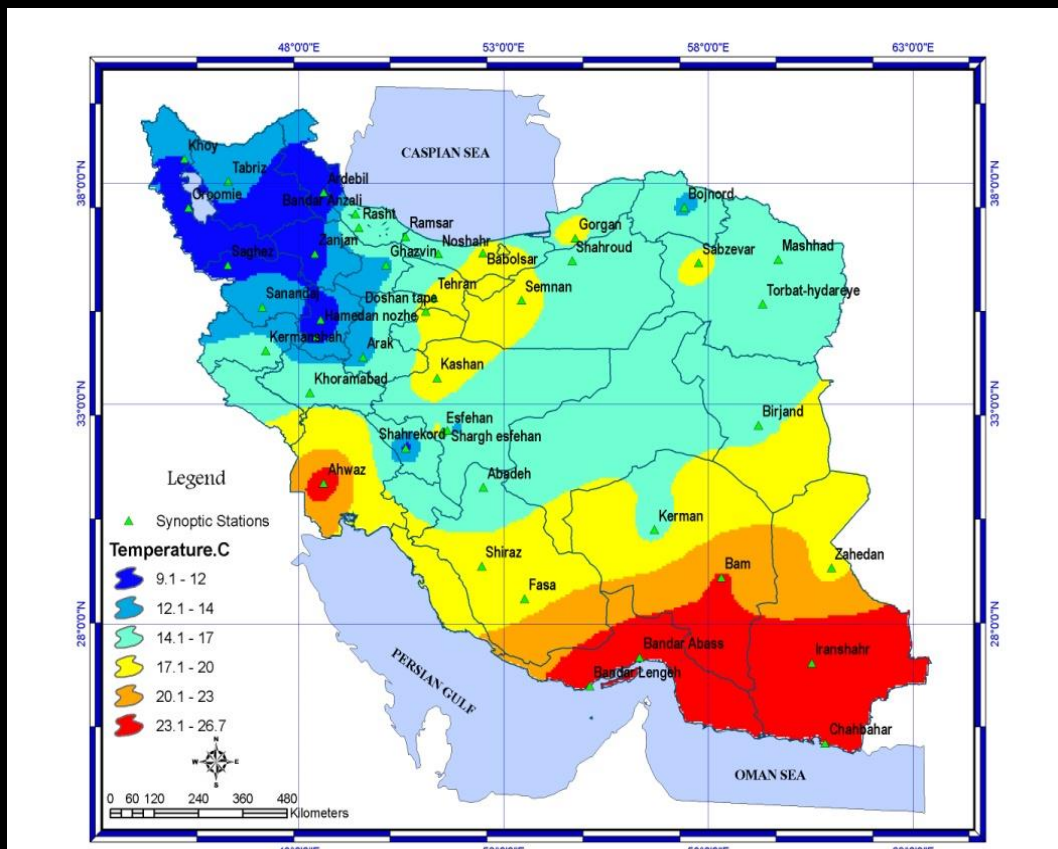 48°0'0"E
53°0'0"E
58°0'0"E
63°0'0"E
38°0'0"N
38°0'0"N
CASPIAN SEA
Khoy
Tabriz
Ardebil
Oroomie
Bandar Anzali
Rasht
Ramsar
Bojnord
Gorgan
Zanjan
Noshahr
Shahroud
Mashhad
Saghez
Ghazvin
Babolsar
Sabzevar
Tehran
Semnan
Torbat-hydareye
Sanandaj
Doshan tape
Hamedan nozhe
Kermanshah
Arak
Kashan
Khoramabad
33°0'0"N
33°0'0"N
Birjand
Esfehan
Shahrekord
Shargh esfehan
Ahwaz
Abadeh
Kerman
Shiraz
Bam
Zahedan
Fasa
28°0'0"N
28°0'0"N
Bandar Abass
Iranshahr
Bandar Lengeh
Chahbahar
PERSIAN GULF
OMAN SEA
Legend
Synoptic Stations
Temperature.C
9.1 - 12
12.1 - 14
14.1 - 17
17.1 - 20
20.1 - 23
23.1 - 26.7
N
W E
S
0 60 120 240 360 480
Kilometers